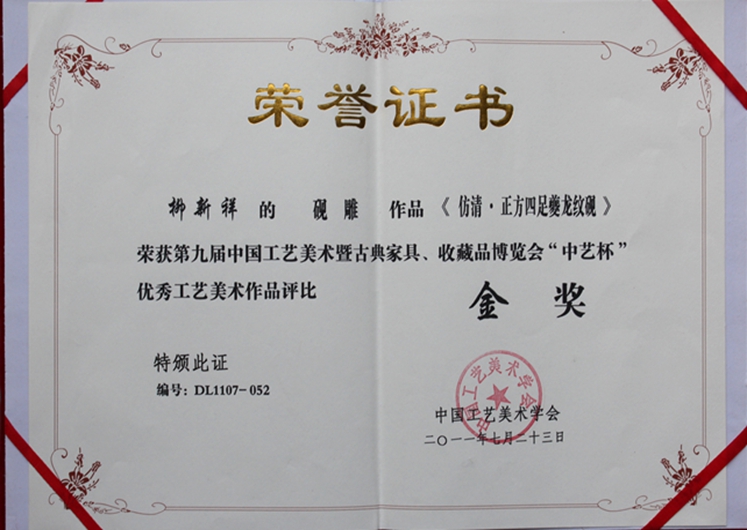 荣誉证书
柳新祥的 砚雕 作品《仿清·正方四足夔龙纹砚》
荣获第九届中国工艺美术暨古典家具、收藏品博览会“中艺杯”
优秀工艺美术作品评比 金奖
特颁此证
编号：DL1107-052
中国工艺美术学会
中国工艺美术学会
二〇一一年七月二十三日